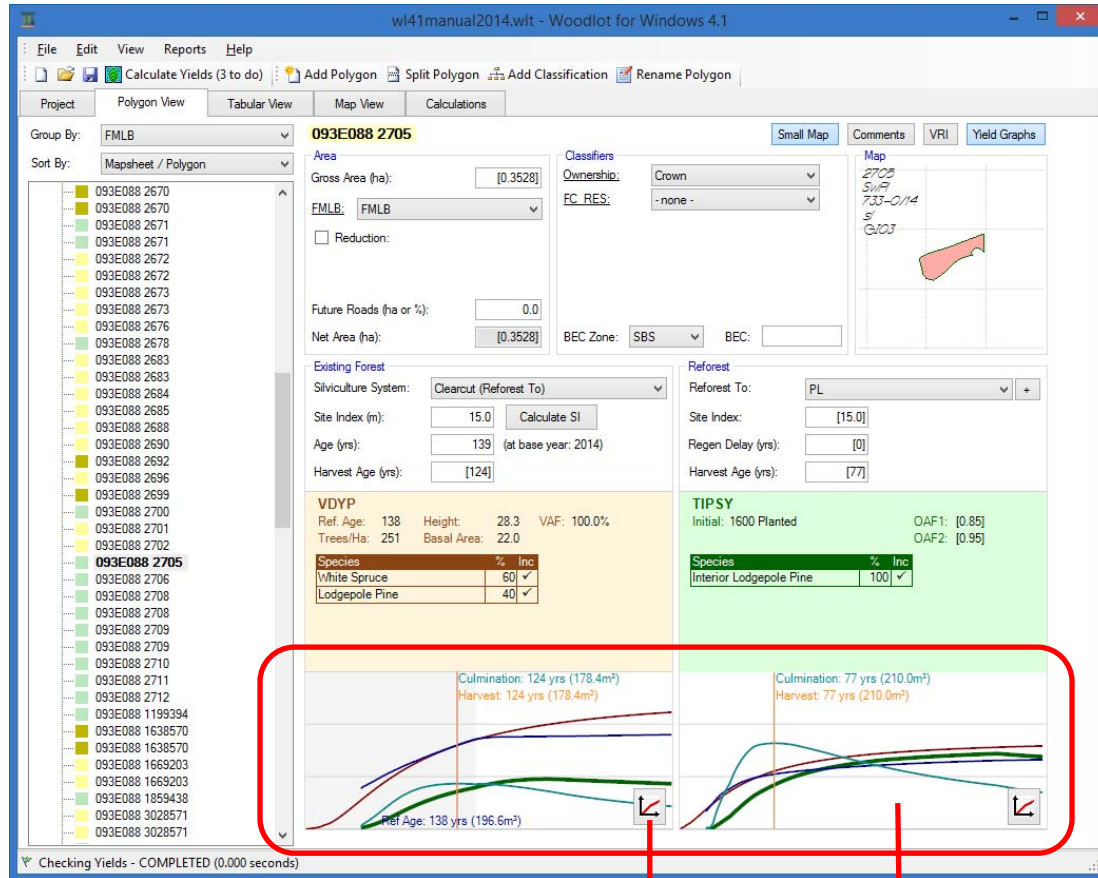 wl41manual2014.wlt - Woodlot for Windows 4.1
File Edit View Reports Help
Calculate Yields (3 to do) Add Polygon Split Polygon Add Classification Rename Polygon
Project Polygon View Tabular View Map View Calculations
Group By: FMLB
Sort By: Mapsheet / Polygon
093E088 2670
093E088 2670
093E088 2671
093E088 2671
093E088 2672
093E088 2672
093E088 2673
093E088 2673
093E088 2676
093E088 2678
093E088 2683
093E088 2683
093E088 2684
093E088 2685
093E088 2688
093E088 2690
093E088 2692
093E088 2696
093E088 2699
093E088 2700
093E088 2701
093E088 2702
093E088 2705
093E088 2706
093E088 2708
093E088 2708
093E088 2709
093E088 2709
093E088 2710
093E088 2711
093E088 2712
093E088 1199394
093E088 1638570
093E088 1638570
093E088 1669203
093E088 1669203
093E088 1859438
093E088 3028571
093E088 3028571
093E088 2705 Small Map Comments VRI Yield Graphs
Area
Gross Area (ha): [0.3528]
FMLB: FMLB
Reduction:
Future Roads (ha or %): 0.0
Net Area (ha): [0.3528]
Classifiers
Ownership: Crown
FC_RES: - none -
BEC Zone: SBS BEC:
Map
2705
SwPl
733-0/14
sl
G103
Existing Forest
Silviculture System: Clearcut (Reforest To)
Site Index (m): 15.0 Calculate SI
Age (yrs): 139 (at base year: 2014)
Harvest Age (yrs): [124]
Reforest
Reforest To: PL +
Site Index: [15.0]
Regen Delay (yrs): [0]
Harvest Age (yrs): [77]
VDYP
Ref. Age: 138 Height: 28.3 VAF: 100.0%
Trees/Ha: 251 Basal Area: 22.0
Species % Inc
White Spruce 60 ✓
Lodgepole Pine 40 ✓
TIPSY
Initial: 1600 Planted OAF1: [0.85]
OAF2: [0.95]
Species % Inc
Interior Lodgepole Pine 100 ✓
Culmination: 124 yrs (178.4m³)
Harvest: 124 yrs (178.4m³)
Ref Age: 138 yrs (196.6m³)
Culmination: 77 yrs (210.0m³)
Harvest: 77 yrs (210.0m³)
Checking Yields - COMPLETED (0.000 seconds)